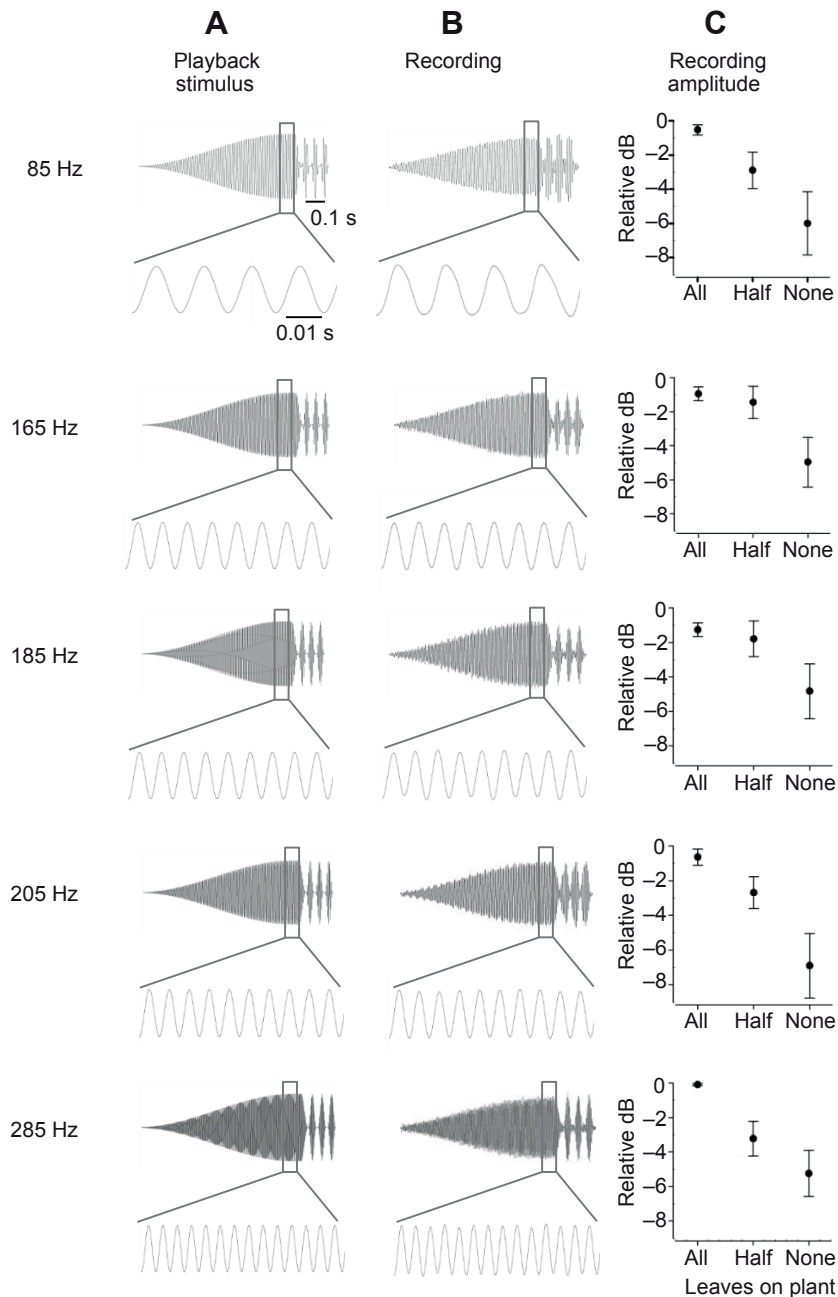 A
B
C
Playback
stimulus
Recording
Recording
amplitude
85 Hz
0.1 s
0.01 s
Relative dB
0
–2
–4
–6
–8
All Half None
165 Hz
Relative dB
0
–2
–4
–6
–8
All Half None
185 Hz
Relative dB
0
–2
–4
–6
–8
All Half None
205 Hz
Relative dB
0
–2
–4
–6
–8
All Half None
285 Hz
Relative dB
0
–2
–4
–6
–8
All Half None
Leaves on plant